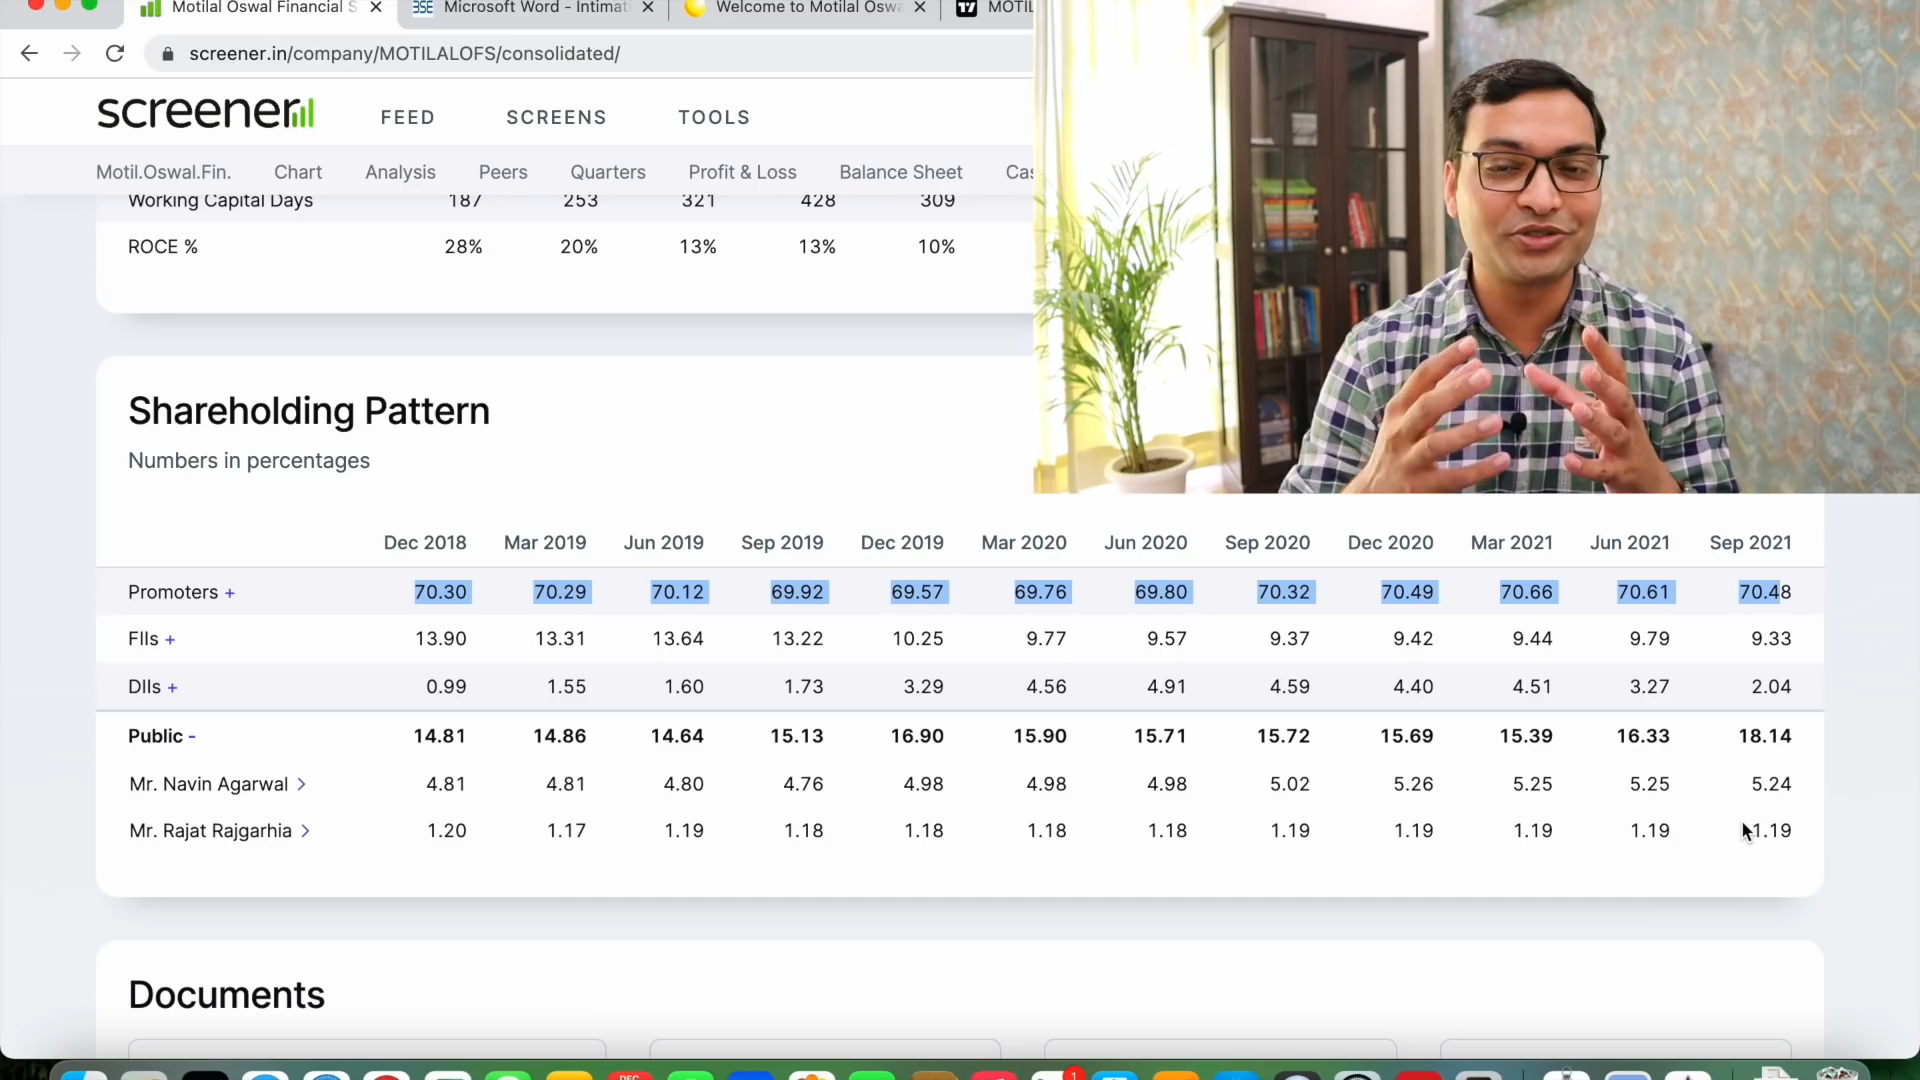 Motilal Oswal Financial S
Microsoft Word - Intimati
Welcome to Motilal Oswa
MOTIL
screener.in/company/MOTILALOFS/consolidated/
screener
FEED SCREENS TOOLS
Motil.Oswal.Fin. Chart Analysis Peers Quarters Profit & Loss Balance Sheet Cas
Working Capital Days 187 253 321 428 309
ROCE % 28% 20% 13% 13% 10%
Shareholding Pattern
Numbers in percentages
Dec 2018 Mar 2019 Jun 2019 Sep 2019 Dec 2019 Mar 2020 Jun 2020 Sep 2020 Dec 2020 Mar 2021 Jun 2021 Sep 2021
Promoters + 70.30 70.29 70.12 69.92 69.57 69.76 69.80 70.32 70.49 70.66 70.61 70.48
FIIs + 13.90 13.31 13.64 13.22 10.25 9.77 9.57 9.37 9.42 9.44 9.79 9.33
DIIs + 0.99 1.55 1.60 1.73 3.29 4.56 4.91 4.59 4.40 4.51 3.27 2.04
Public - 14.81 14.86 14.64 15.13 16.90 15.90 15.71 15.72 15.69 15.39 16.33 18.14
Mr. Navin Agarwal > 4.81 4.81 4.80 4.76 4.98 4.98 4.98 5.02 5.26 5.25 5.25 5.24
Mr. Rajat Rajgarhia > 1.20 1.17 1.19 1.18 1.18 1.18 1.18 1.19 1.19 1.19 1.19 1.19
Documents
DEC
1